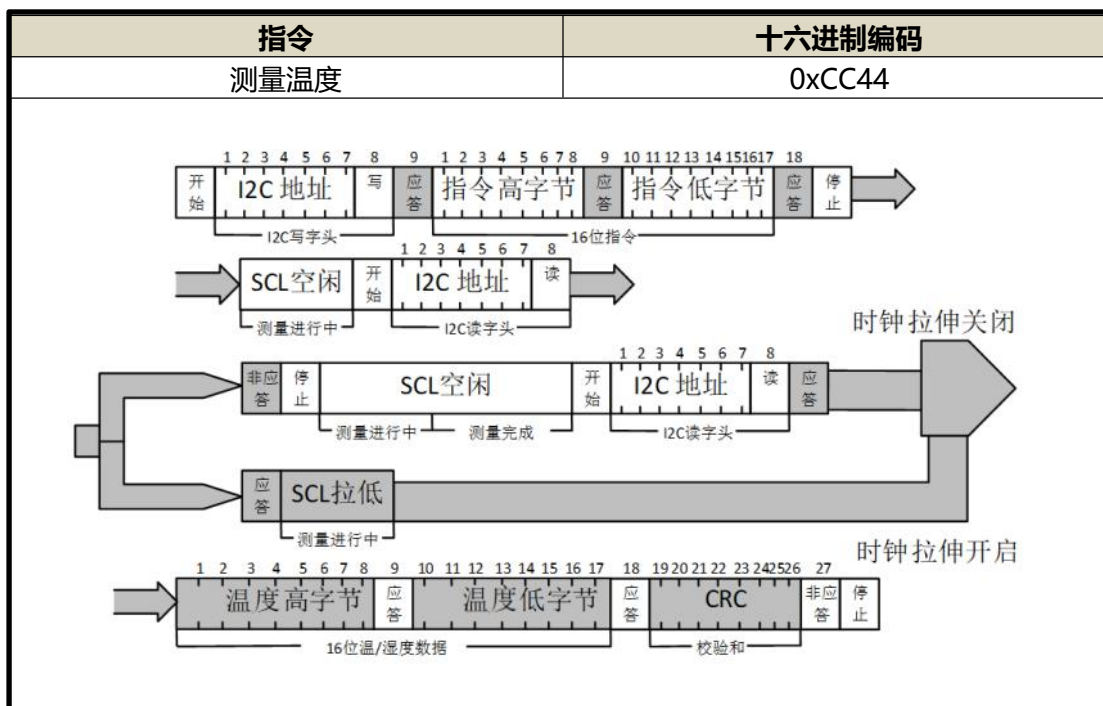 指令 十六进制编码
测量温度 0xCC44
1 2 3 4 5 6 7 8 9 1 2 3 4 5 6 7 8 9 10 11 12 13 14 15 16 17 18
开始 I2C 地址 写 应答 指令高字节 应答 指令低字节 应答 停止
I2C写字头 16位指令
1 2 3 4 5 6 7 8
SCL空闲 开始 I2C 地址 读
测量进行中 I2C读字头
时钟拉伸关闭
1 2 3 4 5 6 7 8
非应答 停止 SCL空闲 开始 I2C 地址 读 应答
测量进行中 测量完成 I2C读字头
应答 SCL拉低
测量进行中
时钟拉伸开启
1 2 3 4 5 6 7 8 9 10 11 12 13 14 15 16 17 18 19 20 21 22 23 24 25 26 27
温度高字节 应答 温度低字节 应答 CRC 非应答 停止
16位温/湿度数据 校验和